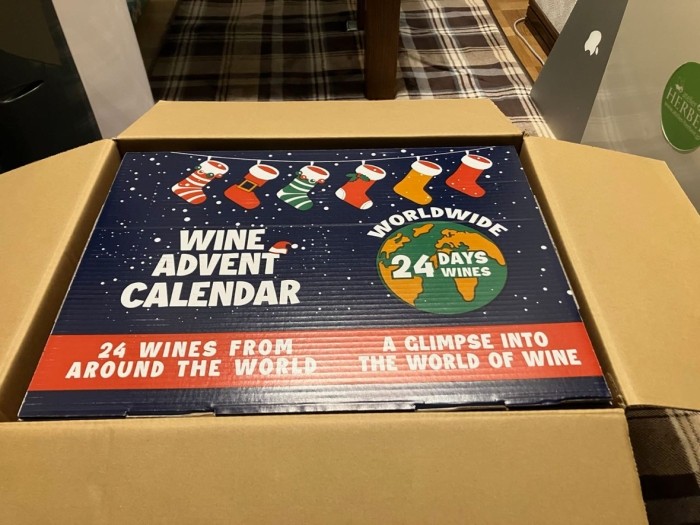 WORLDWIDE
WINE
ADVENT
CALENDAR
24 DAYS
WINES
24 WINES FROM
AROUND THE WORLD
A GLIMPSE INTO
THE WORLD OF WINE